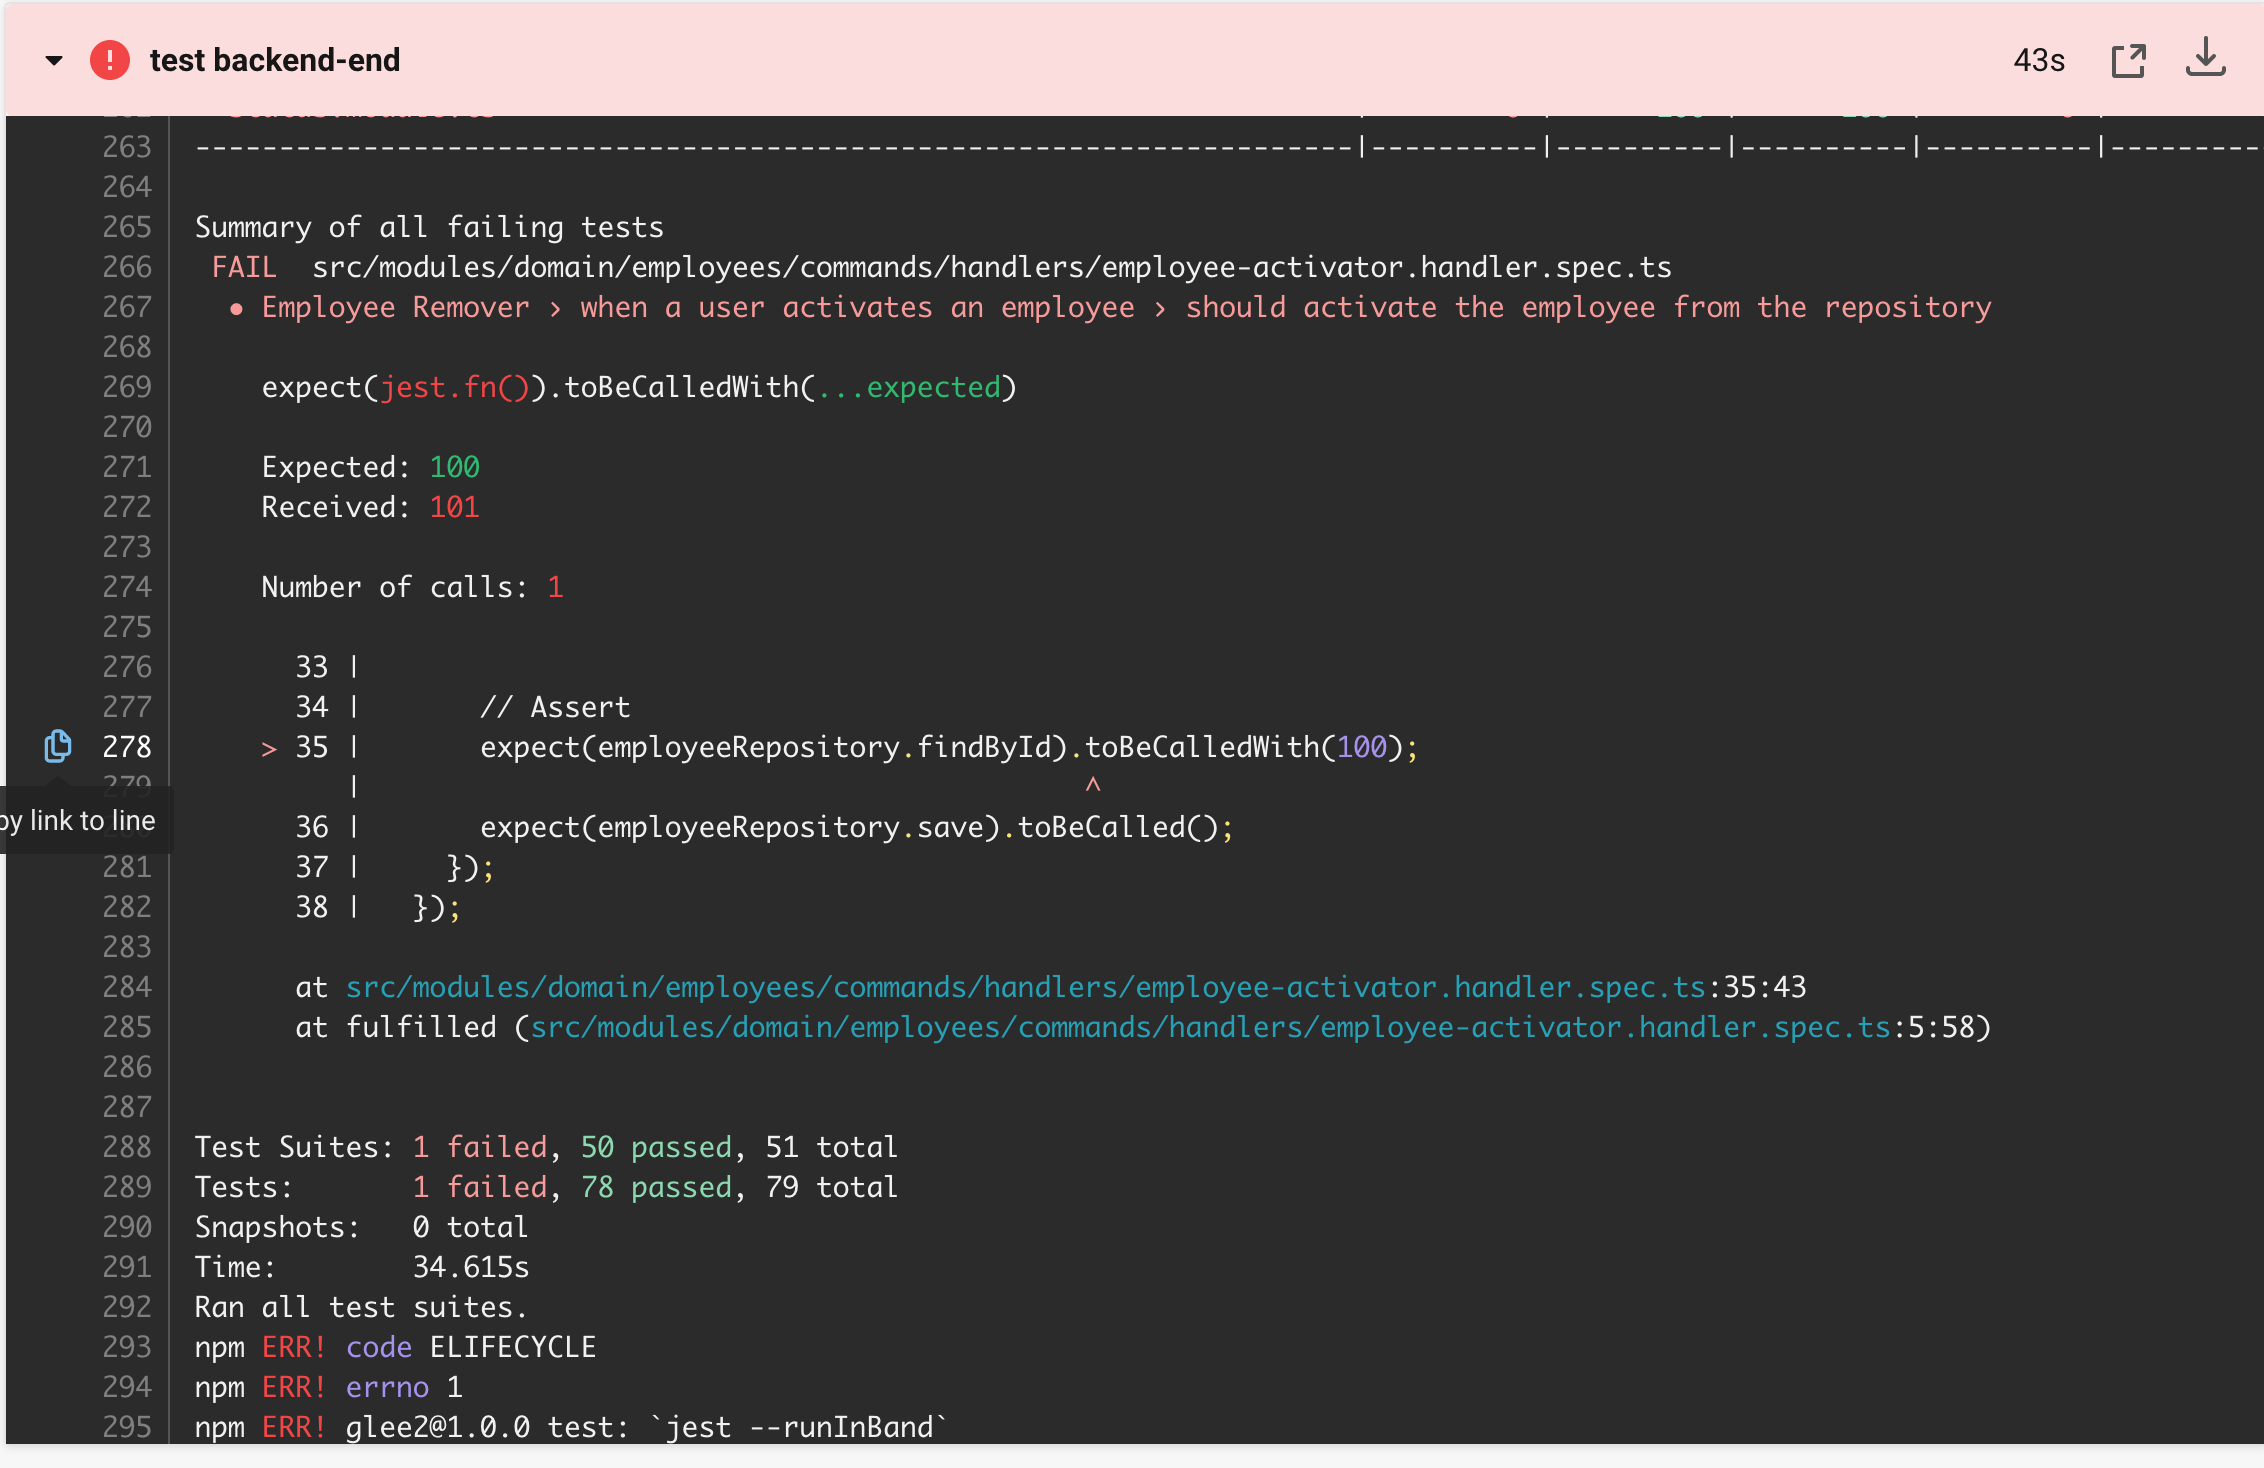 test backend-end 43s
263 ---------------------------------------------------------------------|----------|----------|----------|----------|---------
264
265 Summary of all failing tests
266  FAIL  src/modules/domain/employees/commands/handlers/employee-activator.handler.spec.ts
267   ● Employee Remover › when a user activates an employee › should activate the employee from the repository
268
269     expect(jest.fn()).toBeCalledWith(...expected)
270
271     Expected: 100
272     Received: 101
273
274     Number of calls: 1
275
276       33 |
277       34 |       // Assert
278     > 35 |       expect(employeeRepository.findById).toBeCalledWith(100);
279          |                                           ^
by link to line
      36 |       expect(employeeRepository.save).toBeCalled();
281       37 |     });
282       38 |   });
283
284       at src/modules/domain/employees/commands/handlers/employee-activator.handler.spec.ts:35:43
285       at fulfilled (src/modules/domain/employees/commands/handlers/employee-activator.handler.spec.ts:5:58)
286
287
288 Test Suites: 1 failed, 50 passed, 51 total
289 Tests:       1 failed, 78 passed, 79 total
290 Snapshots:   0 total
291 Time:        34.615s
292 Ran all test suites.
293 npm ERR! code ELIFECYCLE
294 npm ERR! errno 1
295 npm ERR! glee2@1.0.0 test: `jest --runInBand`